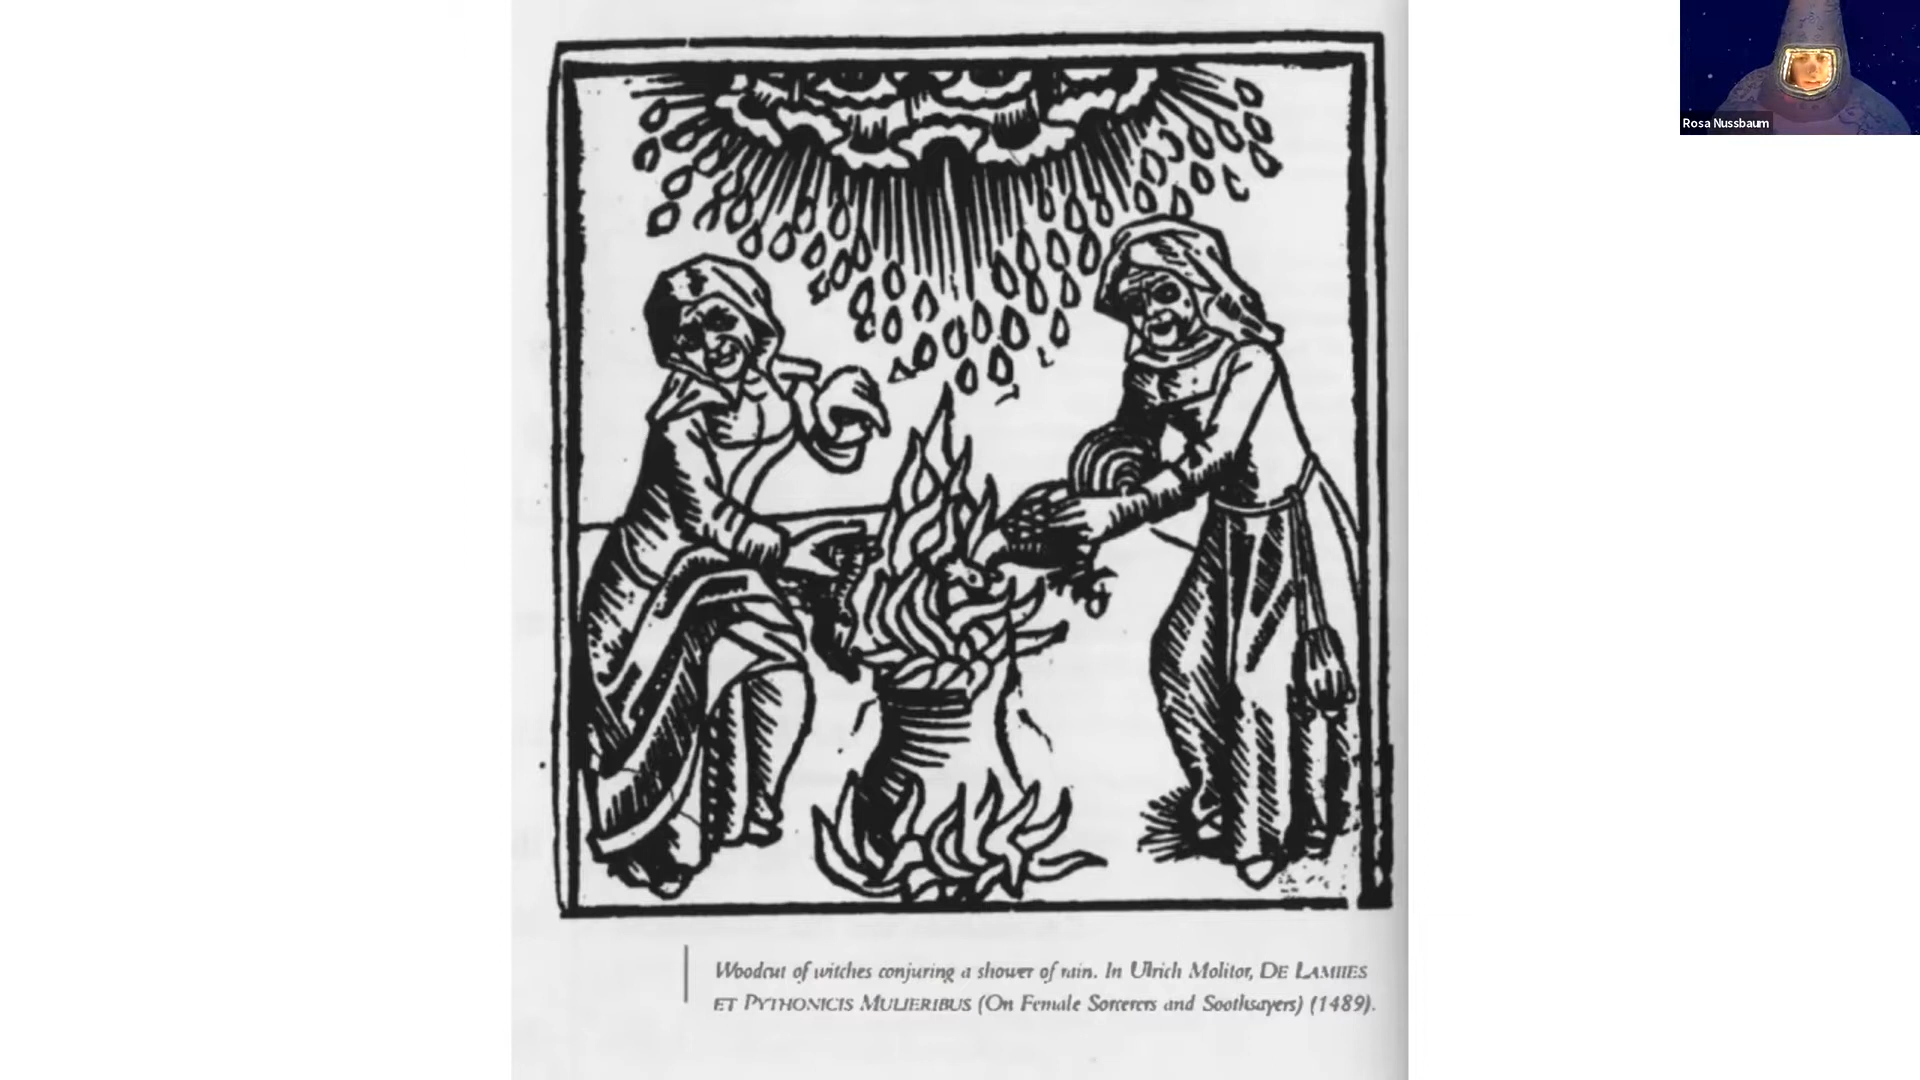 Rosa Nussbaum
Woodcut of witches conjuring a shower of rain. In Ulrich Molitor, DE LAMIIES
ET PYTHONICIS MULIERIBUS (On Female Sorcerers and Soothsayers) (1489).